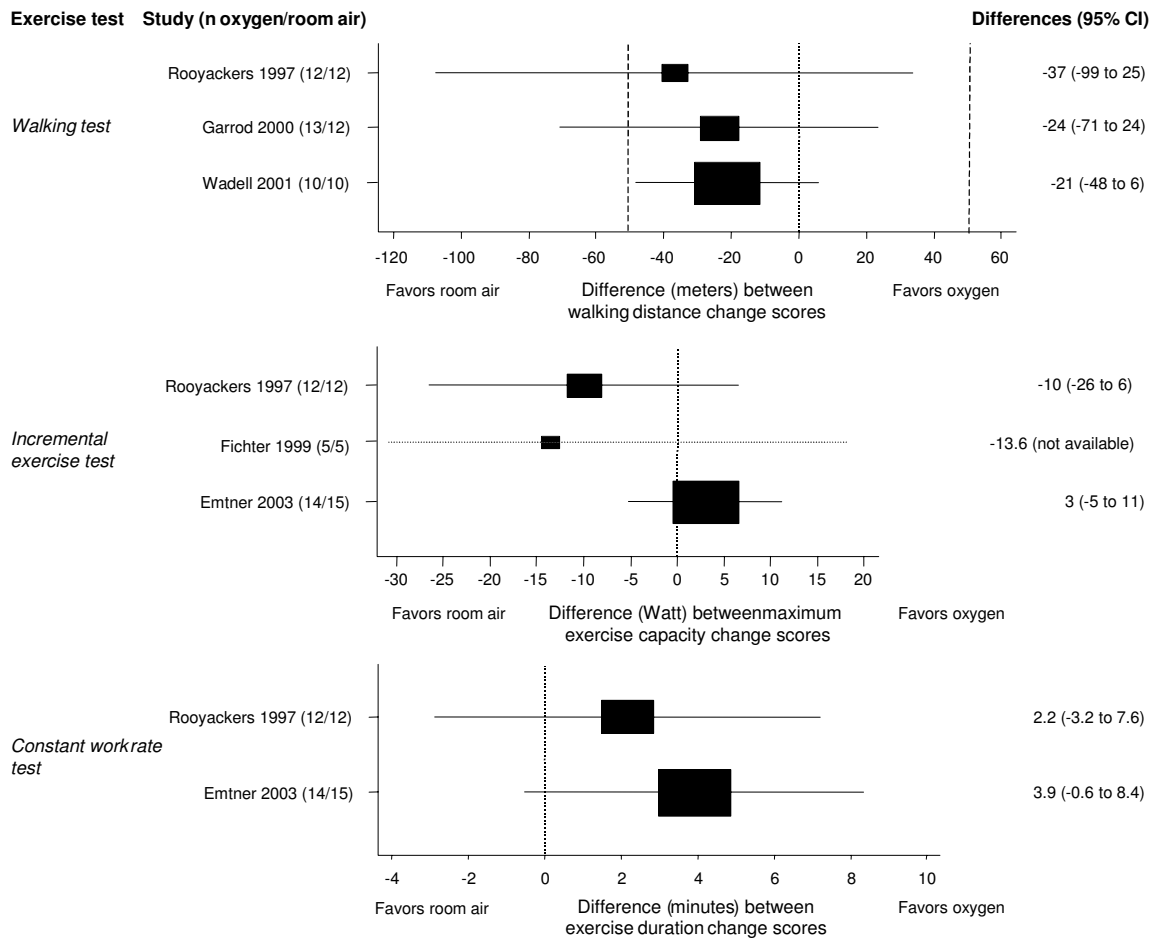 Exercise test Study (n oxygen/room air) Differences (95% CI)
Rooyackers 1997 (12/12) -37 (-99 to 25)
Walking test Garrod 2000 (13/12) -24 (-71 to 24)
Wadell 2001 (10/10) -21 (-48 to 6)
-120 -100 -80 -60 -40 -20 0 20 40 60
Favors room air Difference (meters) between Favors oxygen
walking distance change scores
Rooyackers 1997 (12/12) -10 (-26 to 6)
Incremental
exercise test
Fichter 1999 (5/5) -13.6 (not available)
Emtner 2003 (14/15) 3 (-5 to 11)
-30 -25 -20 -15 -10 -5 0 5 10 15 20
Favors room air Difference (Watt) betweenmaximum Favors oxygen
exercise capacity change scores
Rooyackers 1997 (12/12) 2.2 (-3.2 to 7.6)
Constant workrate
test
Emtner 2003 (14/15) 3.9 (-0.6 to 8.4)
-4 -2 0 2 4 6 8 10
Favors room air Difference (minutes) between Favors oxygen
exercise duration change scores